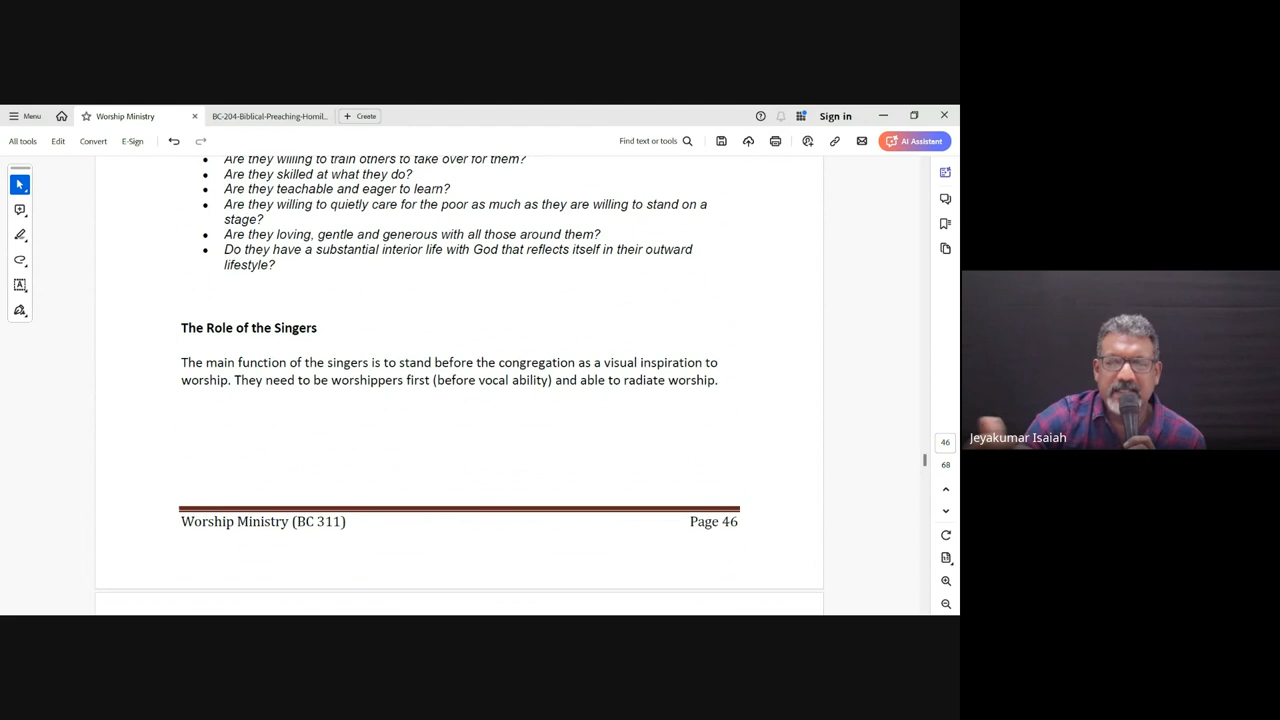 Menu
Worship Ministry
BC-204-Biblical-Preaching-Homil...
Create
Sign in
All tools
Edit
Convert
E-Sign
Find text or tools
AI Assistant
• Are they willing to train others to take over for them?
• Are they skilled at what they do?
• Are they teachable and eager to learn?
• Are they willing to quietly care for the poor as much as they are willing to stand on a
stage?
• Are they loving, gentle and generous with all those around them?
• Do they have a substantial interior life with God that reflects itself in their outward
lifestyle?
The Role of the Singers
The main function of the singers is to stand before the congregation as a visual inspiration to
worship. They need to be worshippers first (before vocal ability) and able to radiate worship.
Worship Ministry (BC 311)
Page 46
46
68
Jeyakumar Isaiah